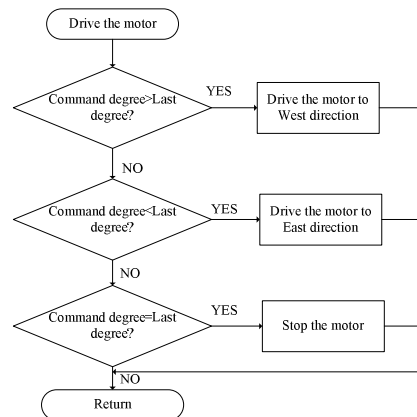 Drive the motor
Command degree>Last
degree?
YES
Drive the motor to
West direction
NO
Command degree<Last
degree?
YES
Drive the motor to
East direction
NO
Command degree=Last
degree?
YES
Stop the motor
NO
Return